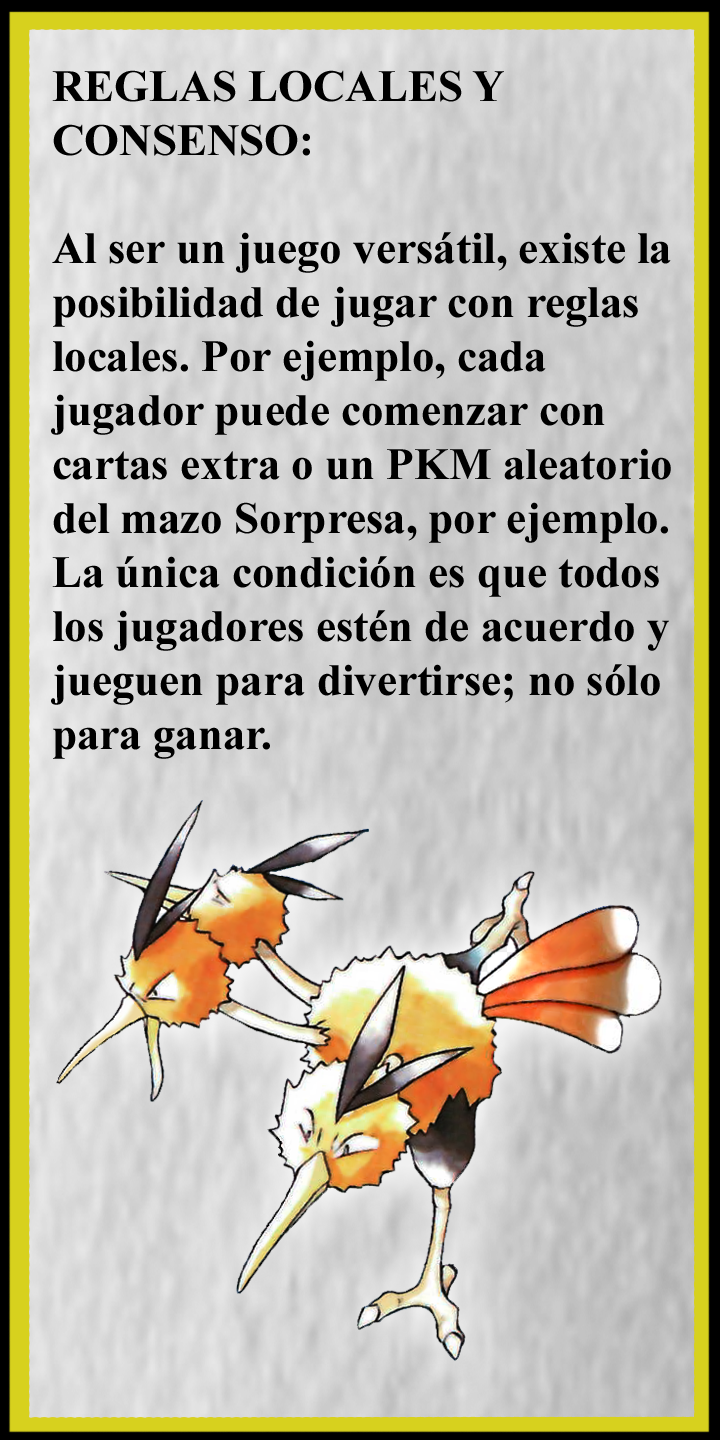 REGLAS LOCALES Y
CONSENSO:
Al ser un juego versátil, existe la
posibilidad de jugar con reglas
locales. Por ejemplo, cada
jugador puede comenzar con
cartas extra o un PKM aleatorio
del mazo Sorpresa, por ejemplo.
La única condición es que todos
los jugadores estén de acuerdo y
jueguen para divertirse; no sólo
para ganar.